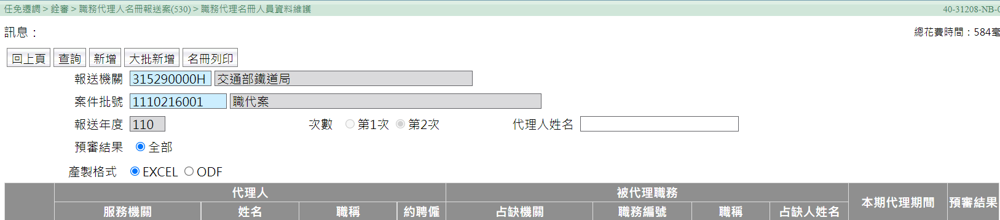 任免遷調 > 銓審 > 職務代理人名冊報送案(530) > 職務代理名冊人員資料維護 40-31208-NB-0
訊息： 總花費時間：584毫
回上頁 查詢 新增 大批新增 名冊列印
報送機關 315290000H 交通部鐵道局
案件批號 1110216001 職代案
報送年度 110 次數 第1次 第2次 代理人姓名
預審結果 全部
產製格式 EXCEL ODF
代理人 被代理職務 本期代理期間 預審結果
服務機關 姓名 職稱 約聘僱 占缺機關 職務編號 職稱 占缺人姓名